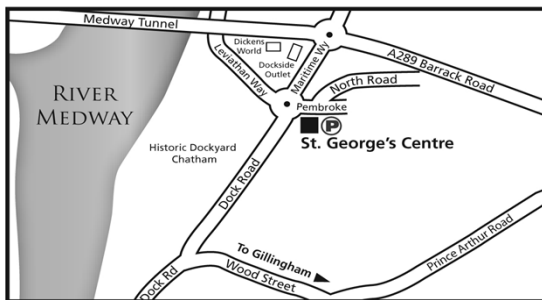 Medway Tunnel
Dickens
World
Dockside
Outlet
Maritime Wy
A289 Barrack Road
Leviathan Way
North Road
Pembroke
RIVER
MEDWAY
P
St. George's Centre
Historic Dockyard
Chatham
Dock Road
To Gillingham
Wood Street
Prince Arthur Road
Dock Rd